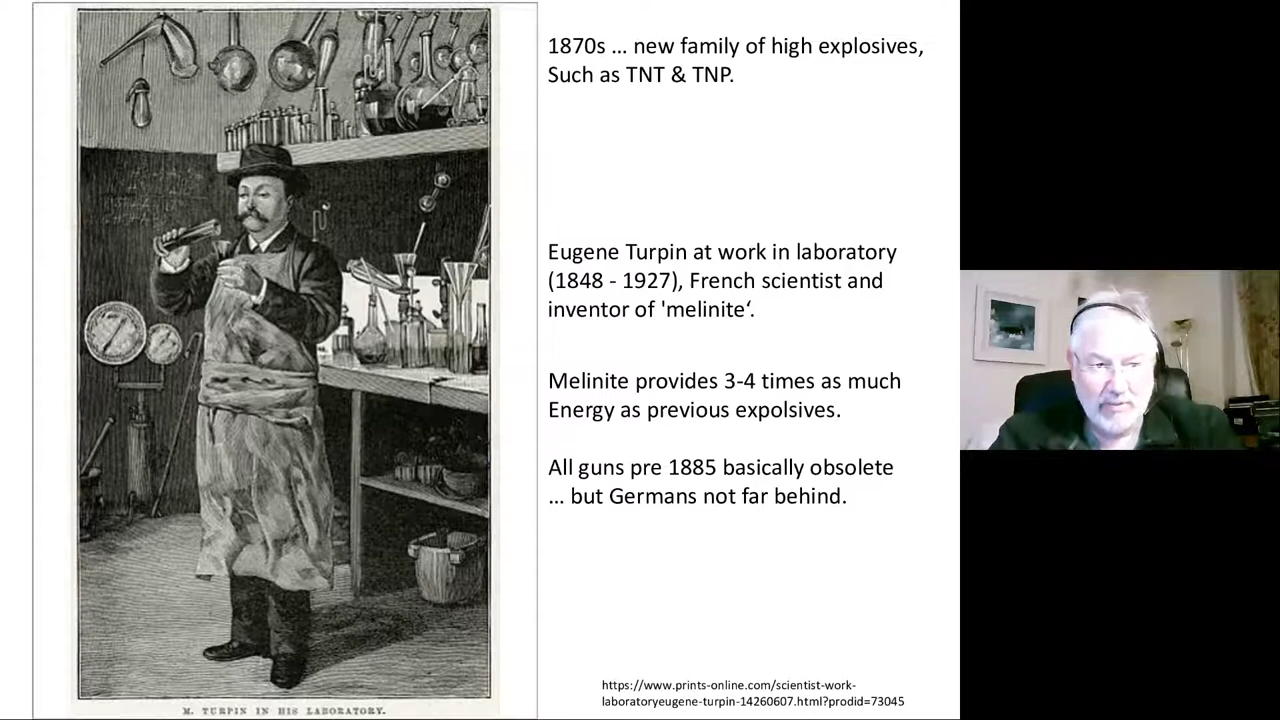 1870s … new family of high explosives,
Such as TNT & TNP.
Eugene Turpin at work in laboratory
(1848 - 1927), French scientist and
inventor of 'melinite‘.
Melinite provides 3-4 times as much
Energy as previous expolsives.
All guns pre 1885 basically obsolete
… but Germans not far behind.
https://www.prints-online.com/scientist-work-
laboratoryeugene-turpin-14260607.html?prodid=73045
M. TURPIN IN HIS LABORATORY.